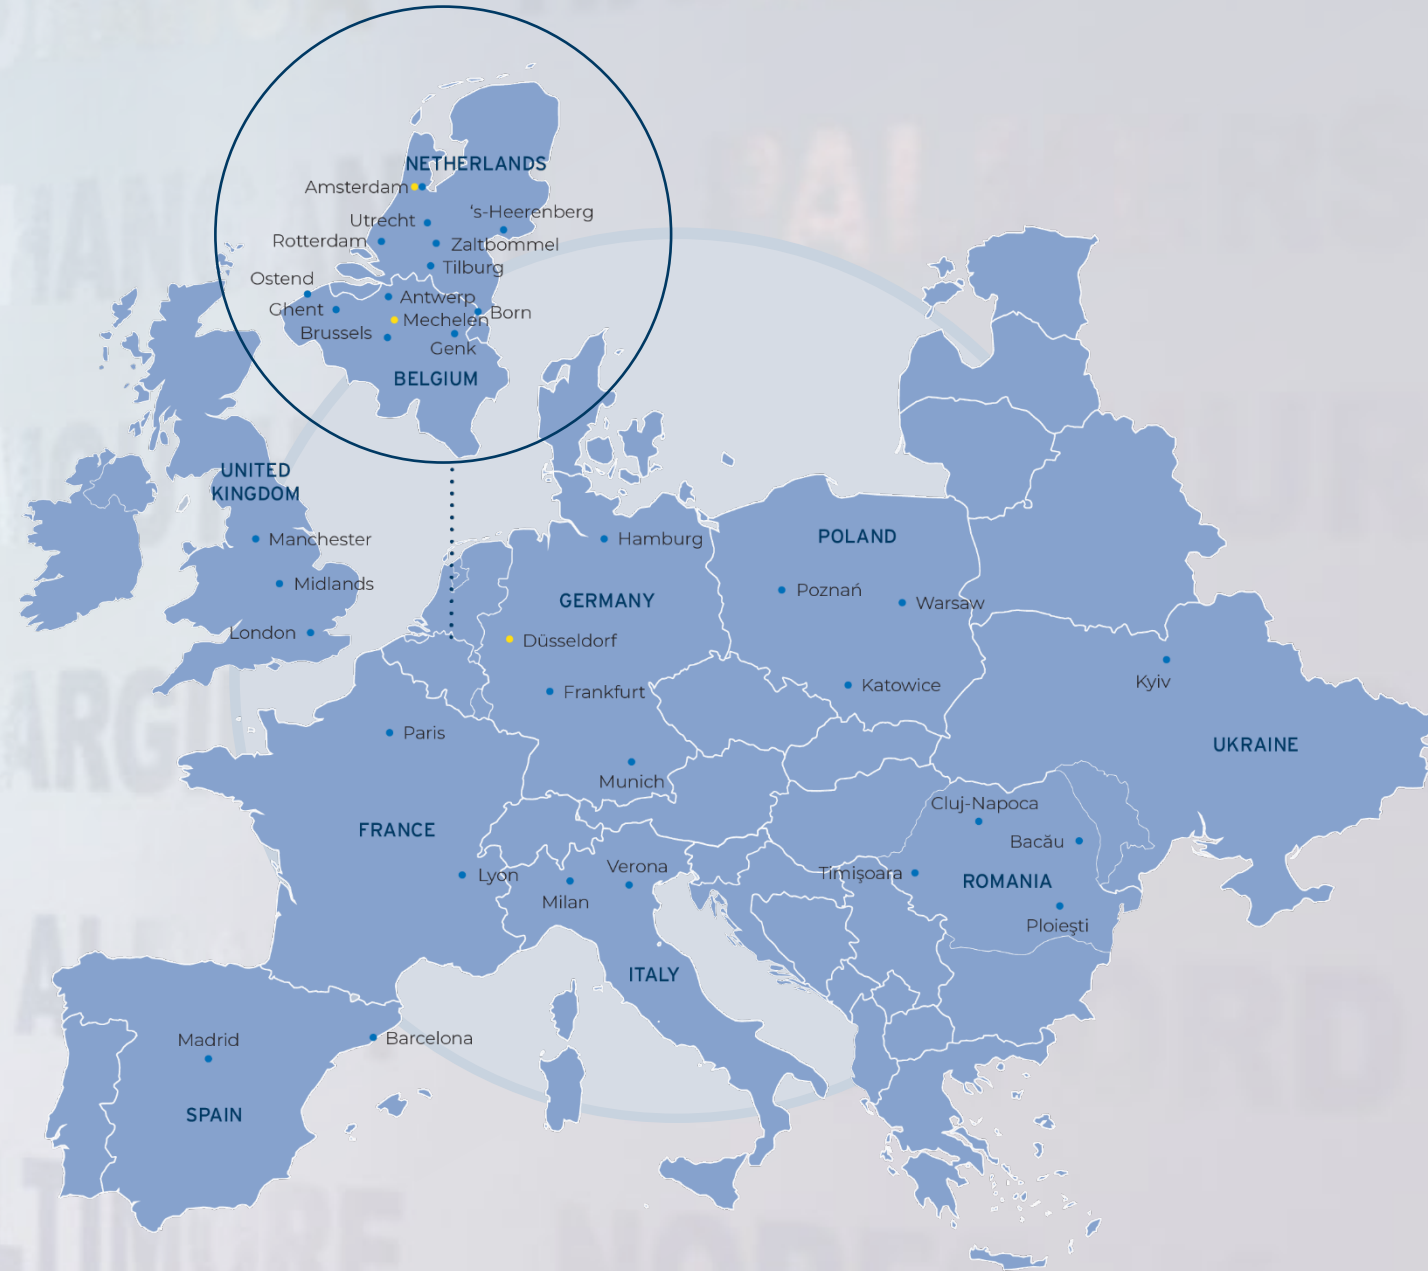 NETHERLANDS
Amsterdam
Utrecht
‘s-Heerenberg
Rotterdam
Zaltbommel
Tilburg
Ostend
Antwerp
Ghent
Born
Mechelen
Brussels
Genk
BELGIUM
UNITED
KINGDOM
Manchester
Midlands
London
Hamburg
POLAND
Poznań
Warsaw
GERMANY
Düsseldorf
Frankfurt
Katowice
Kyiv
Paris
UKRAINE
Munich
Cluj-Napoca
FRANCE
Bacău
Lyon
Verona
Timişoara
ROMANIA
Milan
Ploieşti
ITALY
Madrid
Barcelona
SPAIN